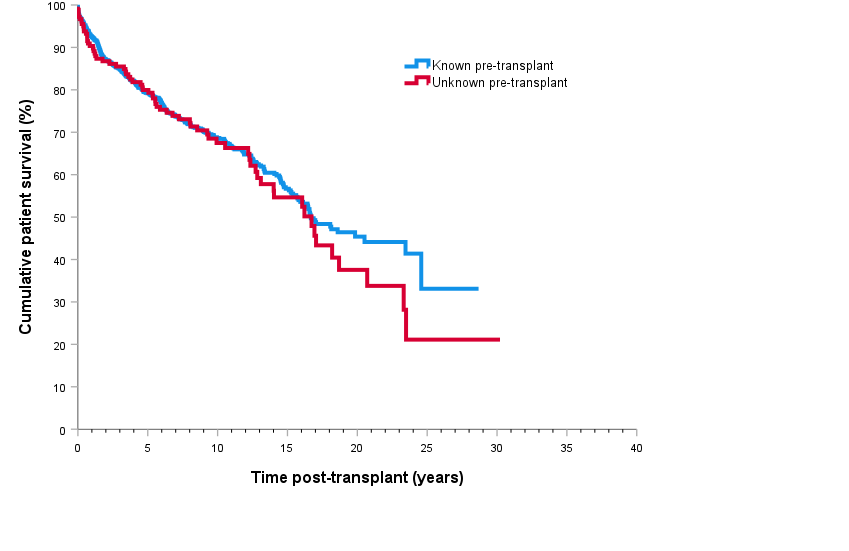 100
90
80
70
60
50
40
30
20
10
0
Cumulative patient survival (%)
Known pre-transplant
Unknown pre-transplant
0 5 10 15 20 25 30 35 40
Time post-transplant (years)